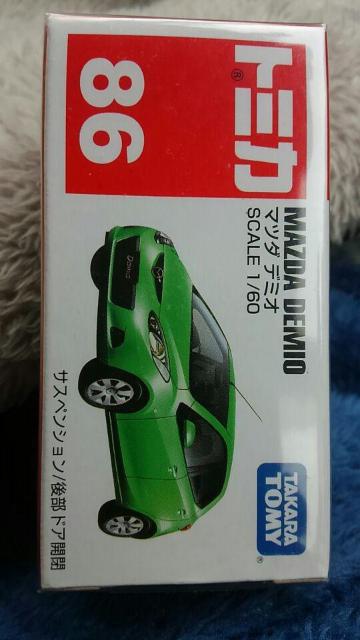 トミカ®
86
MAZDA DEMIO
マツダ デミオ
SCALE 1/60
TAKARA
TOMY
サスペンション/後部 ドア開閉